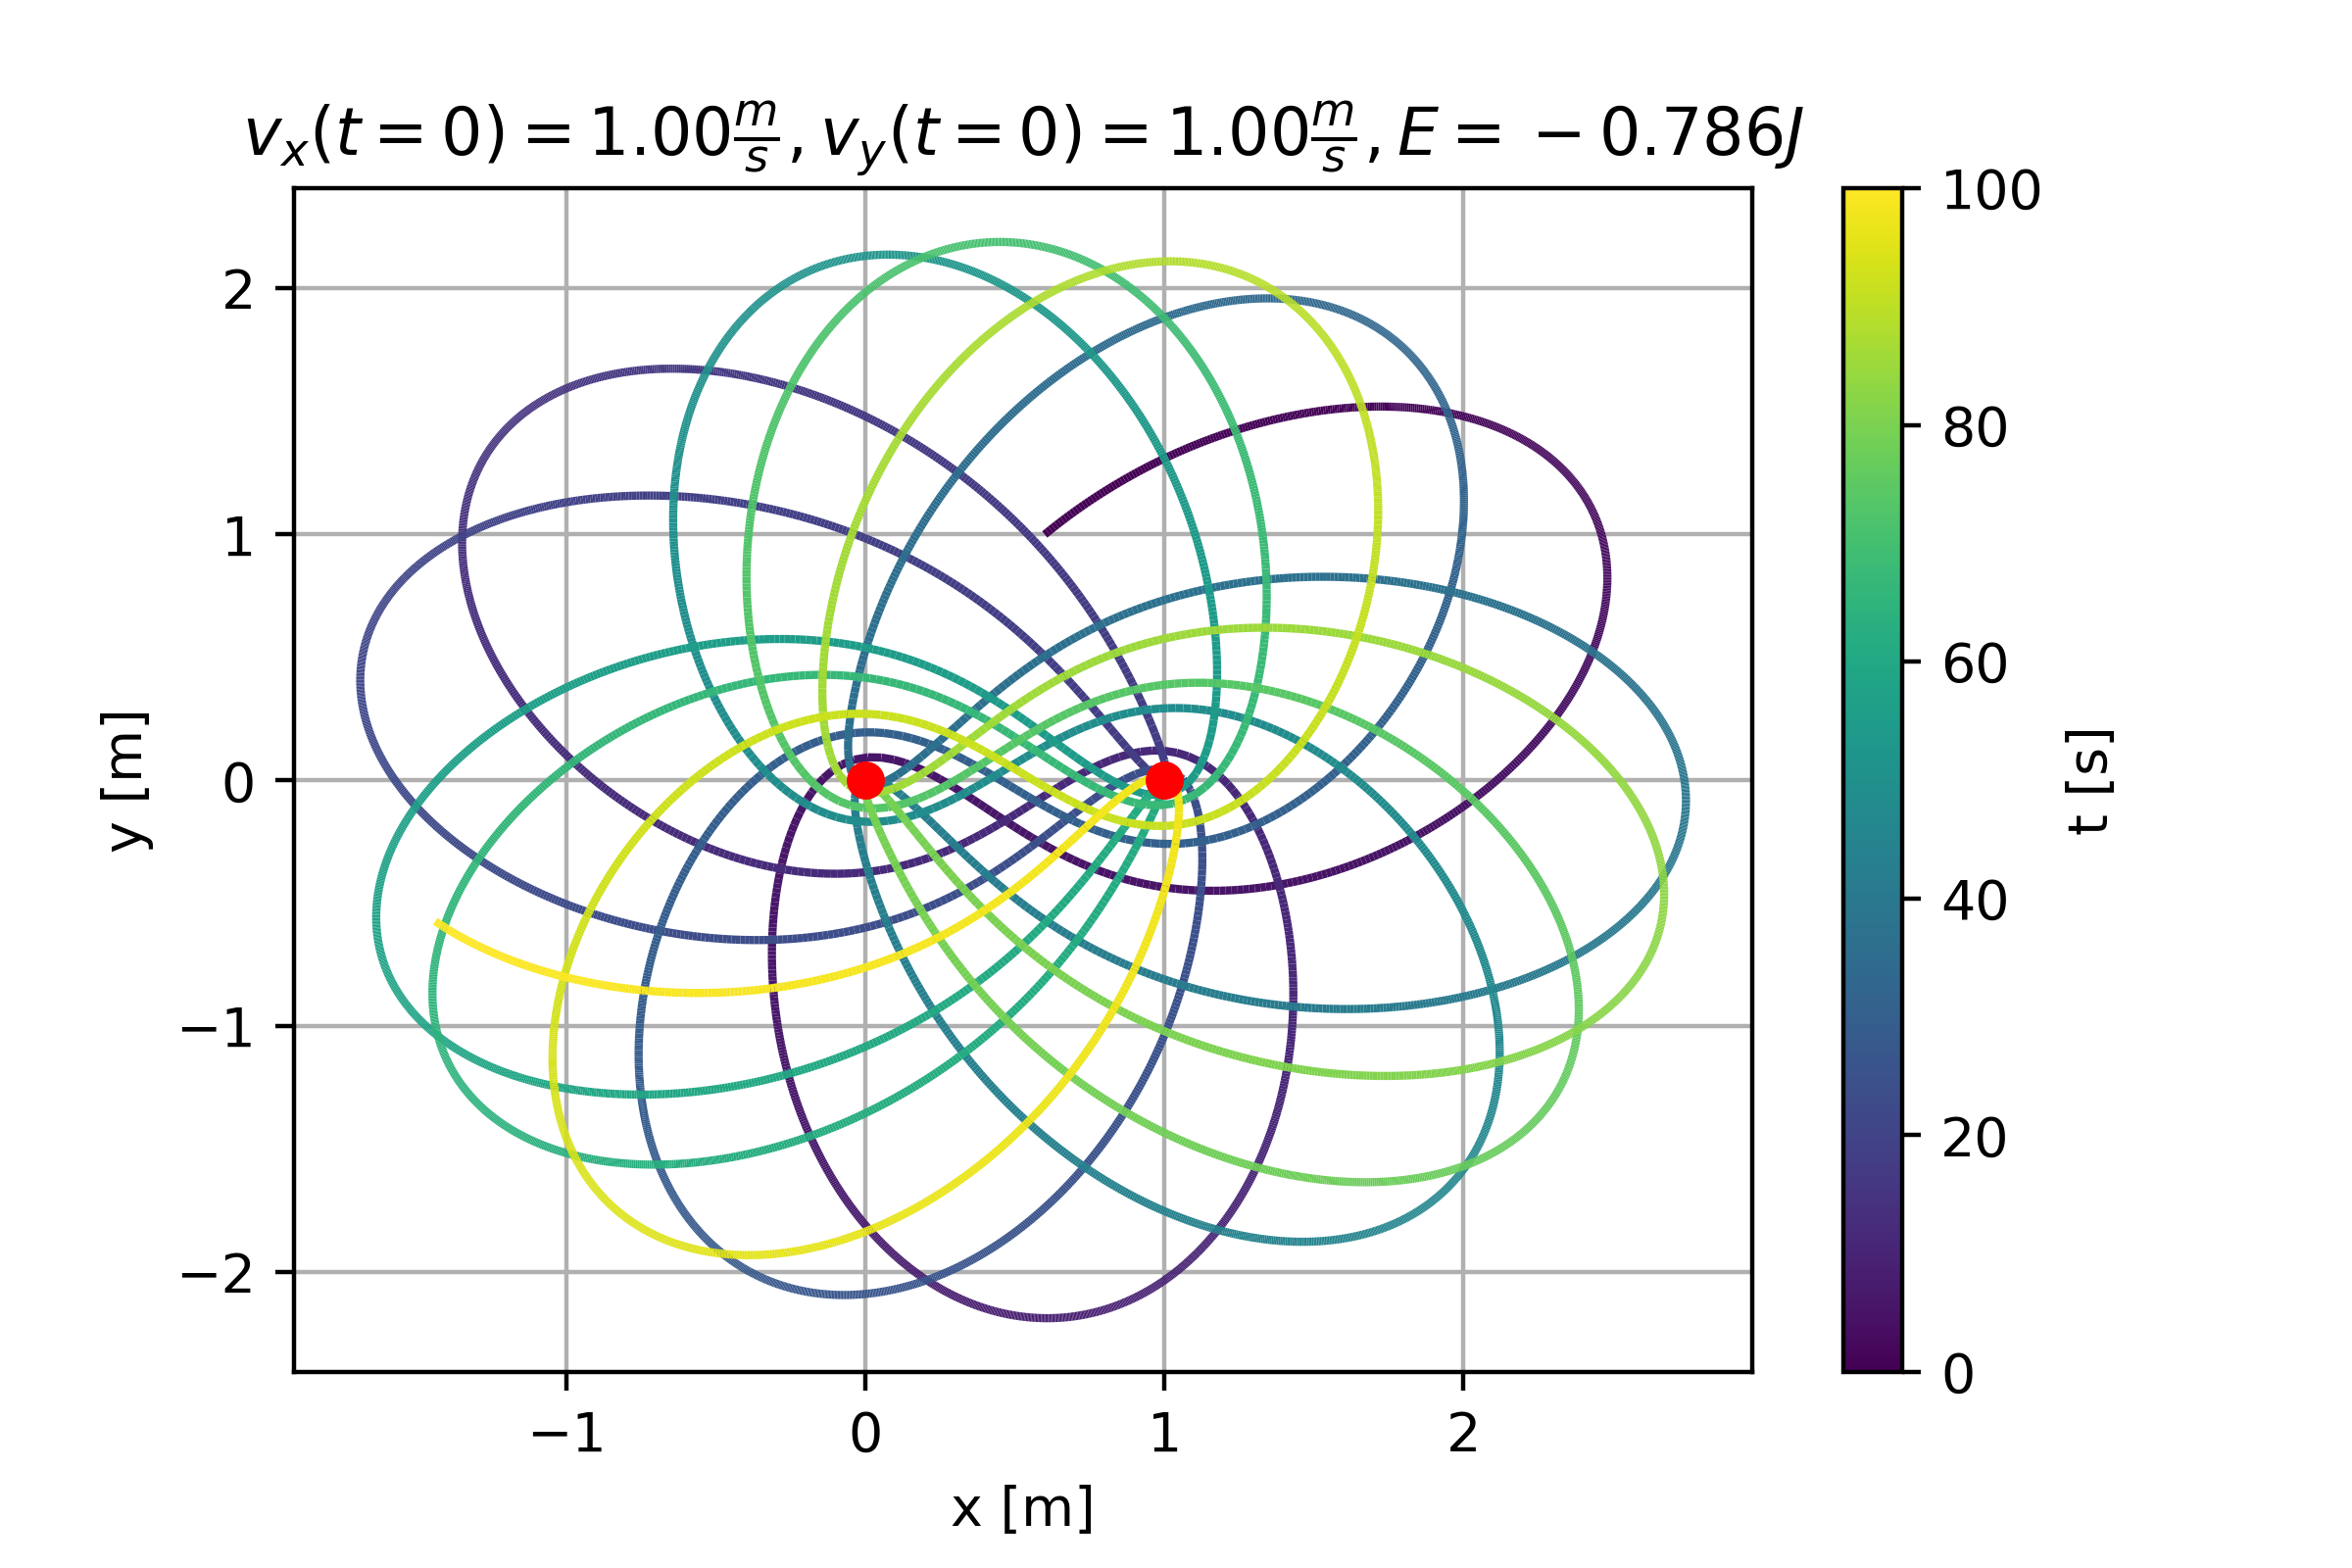 v_x(t = 0) = 1.00 m/s, v_y(t = 0) = 1.00 m/s, E = −0.786J
2
1
0
−1
−2
y [m]
−1 0 1 2
x [m]
100
80
60
40
20
0
t [s]